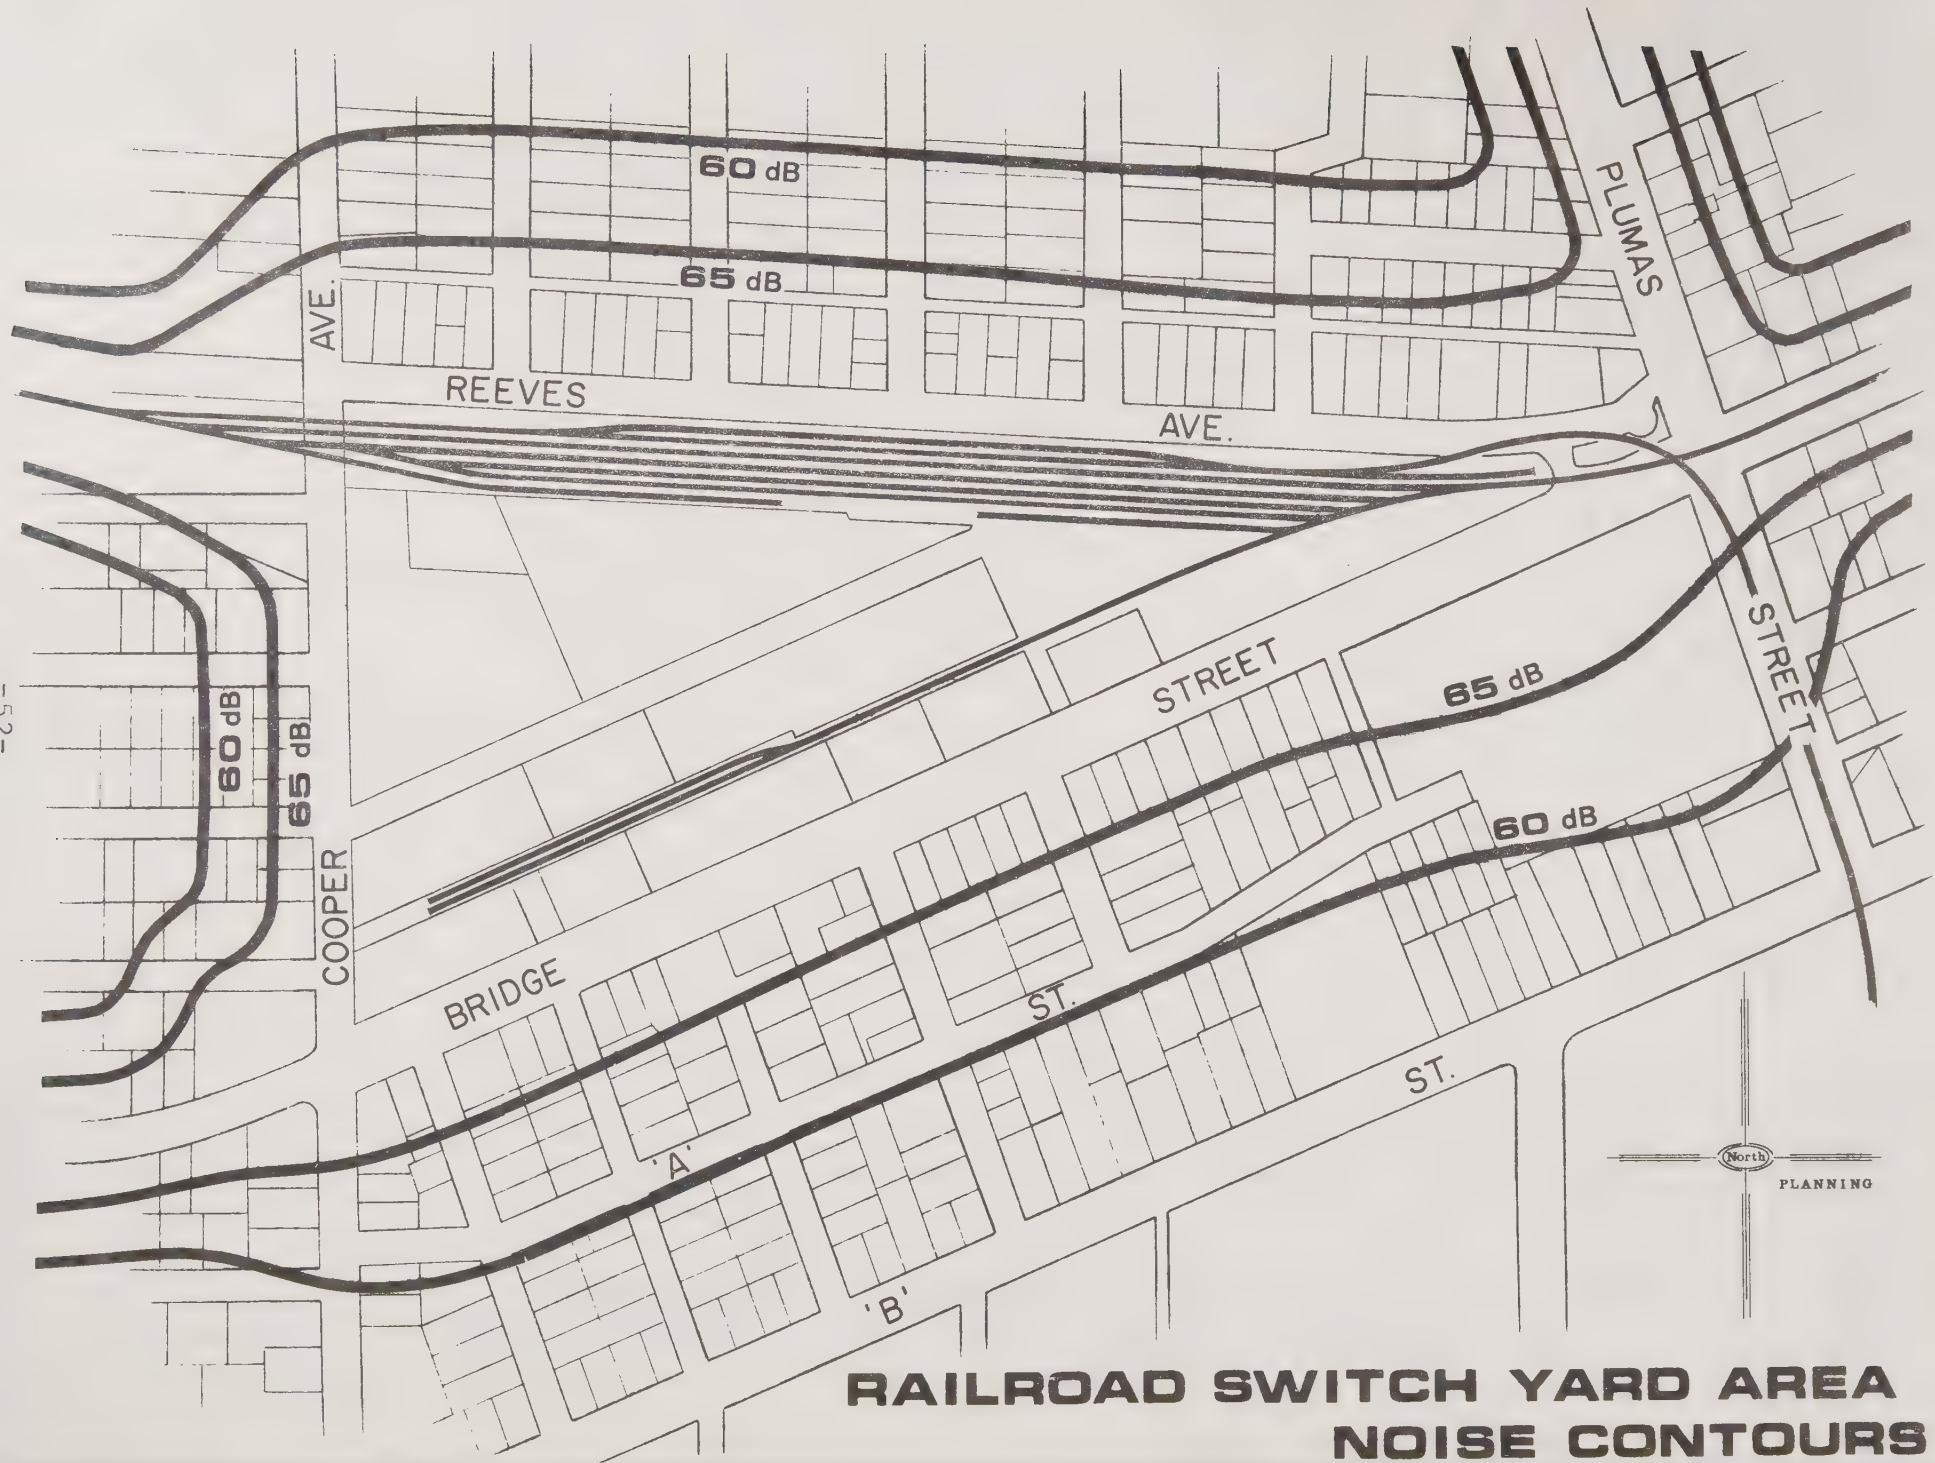 60 dB
65 dB
PLUMAS
AVE.
REEVES
AVE.
STREET
STREET
65 dB
60 dB
65 dB
60 dB
COOPER
BRIDGE
ST.
ST.
'A'
'B'
-52-
North
PLANNING
RAILROAD SWITCH YARD AREA
NOISE CONTOURS